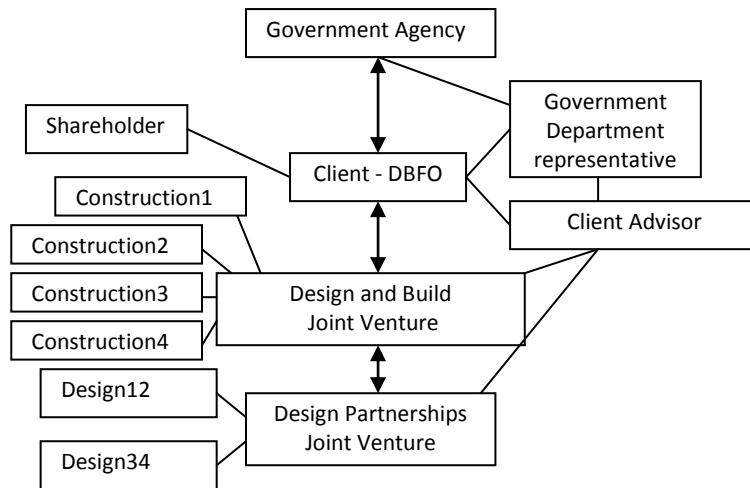 Government Agency
Shareholder
Government
Department
representative
Client - DBFO
Construction1
Client Advisor
Construction2
Construction3
Design and Build
Joint Venture
Construction4
Design12
Design Partnerships
Joint Venture
Design34